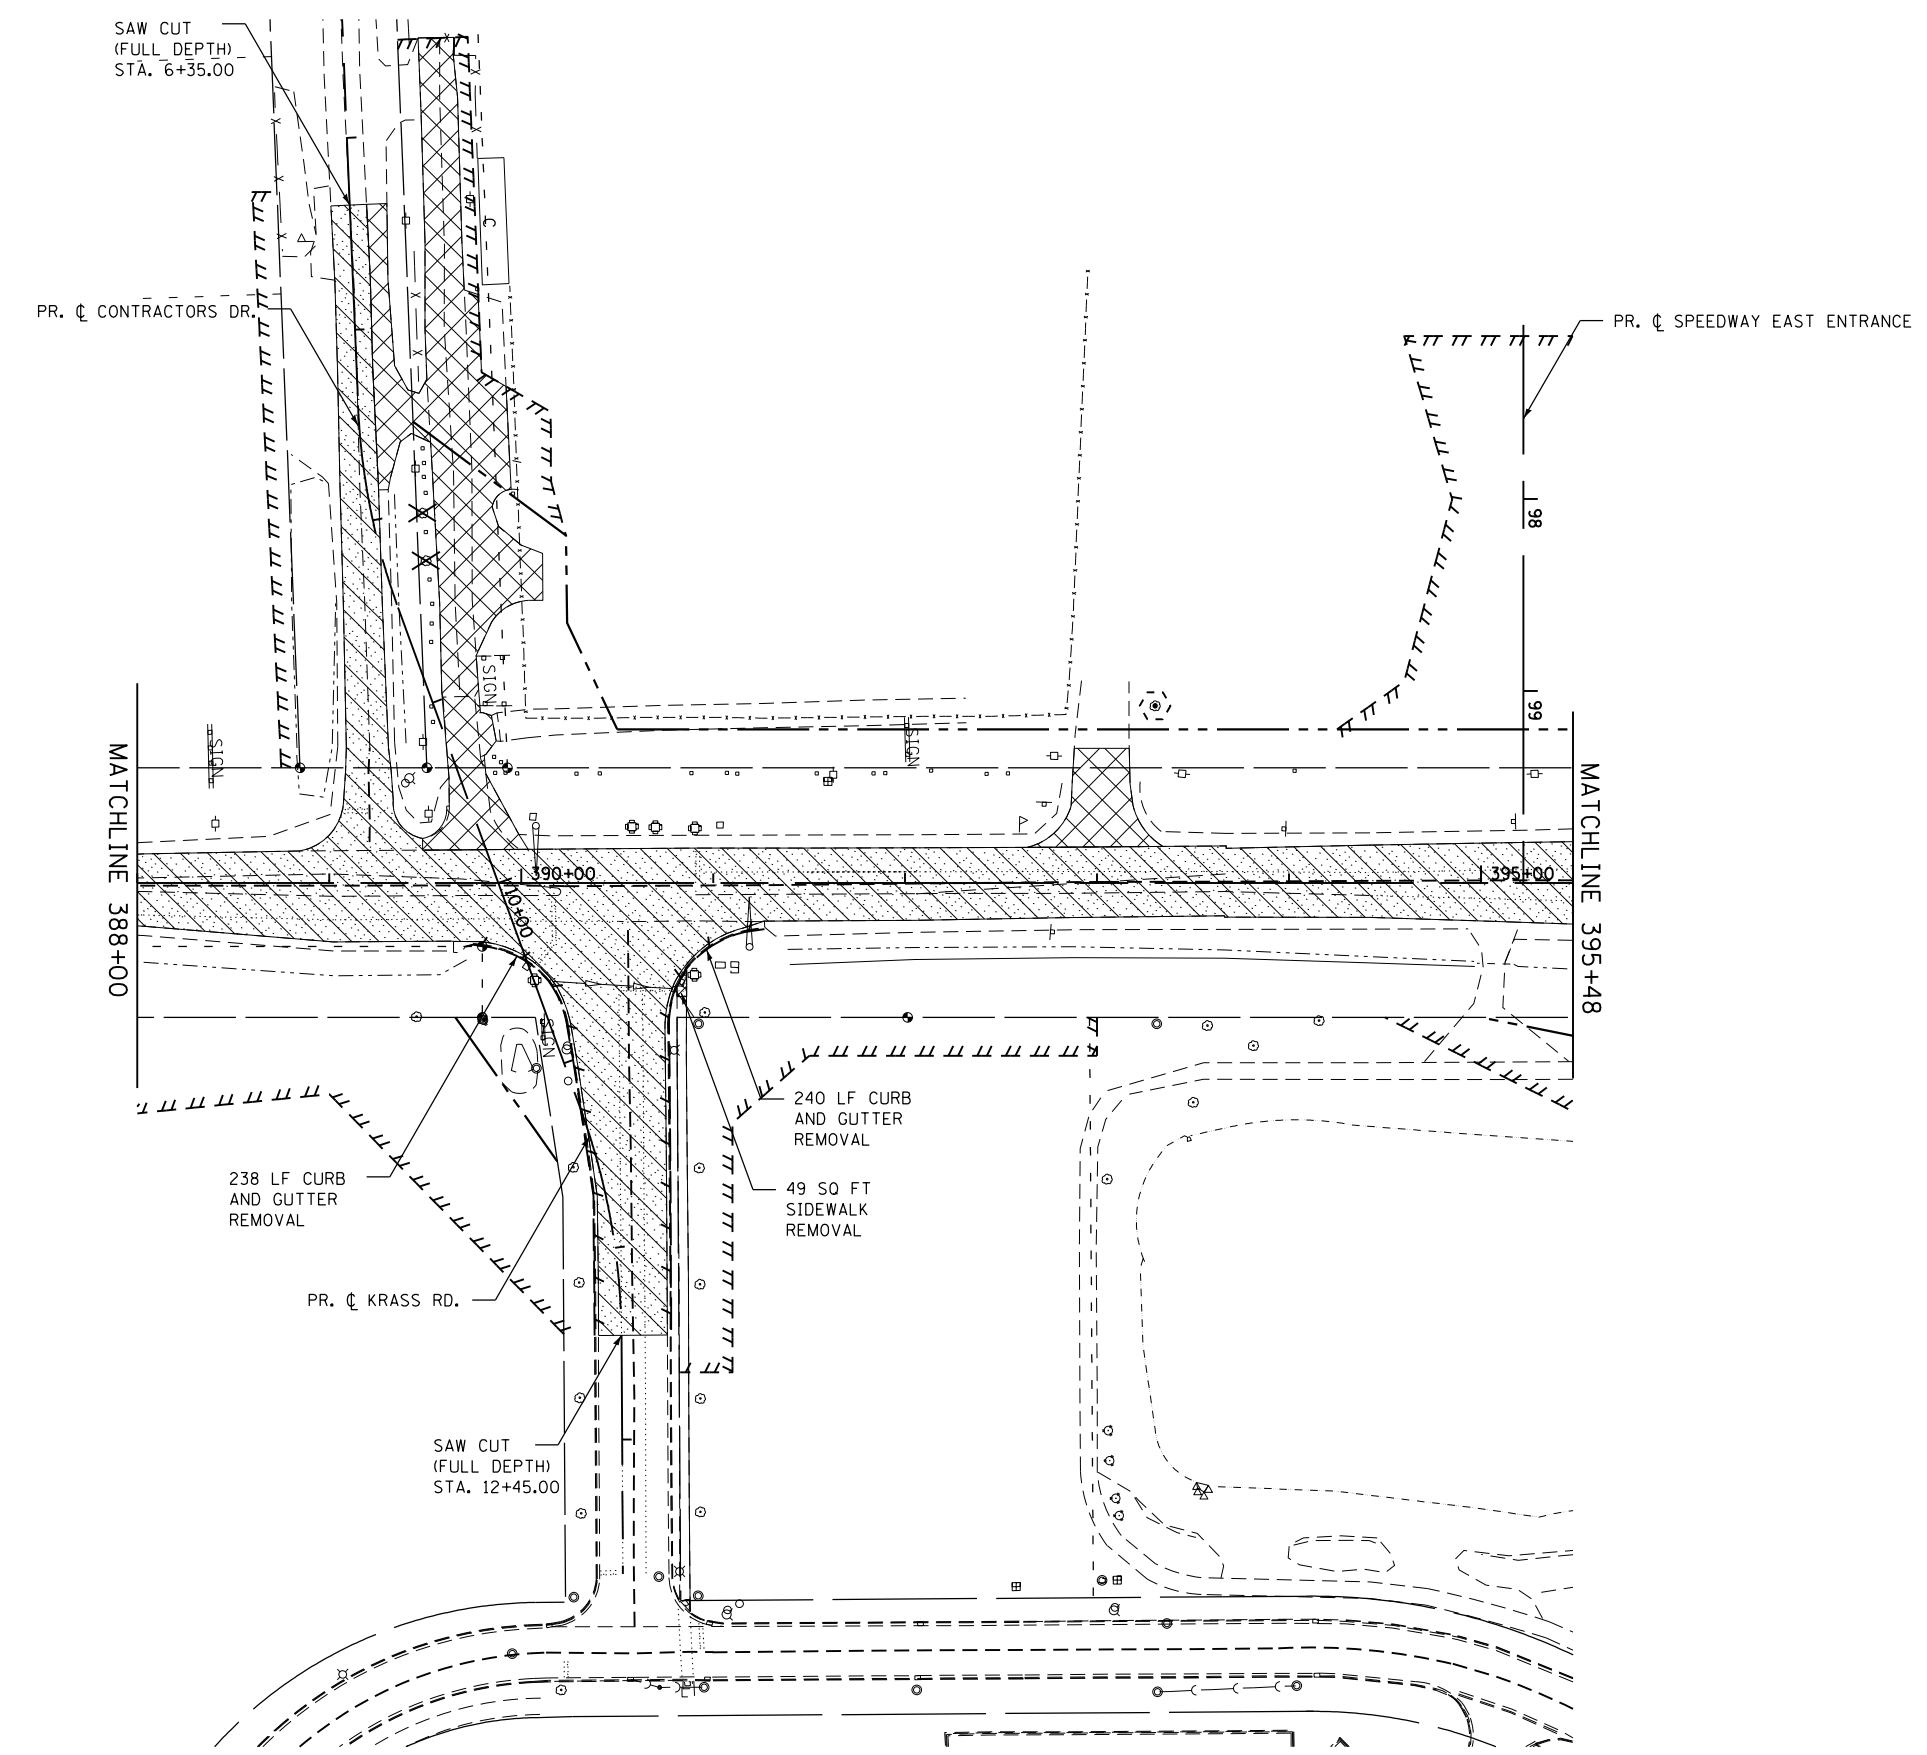 SAW CUT
(FULL DEPTH)
STA. 6+35.00
PR. ℄ CONTRACTORS DR.
PR. ℄ SPEEDWAY EAST ENTRANCE
C
98
99
SIGN
SIGN
SIGN
MATCHLINE 388+00
MATCHLINE 395+48
390+00
395+00
10+00
SIGN
240 LF CURB
AND GUTTER
REMOVAL
238 LF CURB
AND GUTTER
REMOVAL
49 SQ FT
SIDEWALK
REMOVAL
PR. ℄ KRASS RD.
SAW CUT
(FULL DEPTH)
STA. 12+45.00